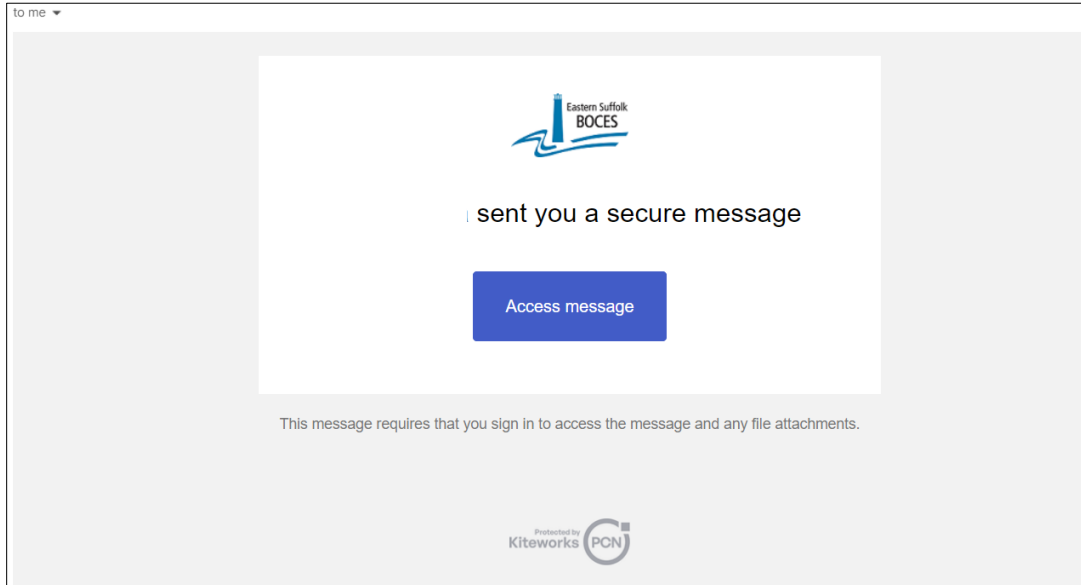 to me
Eastern Suffolk
BOCES
sent you a secure message
Access message
This message requires that you sign in to access the message and any file attachments.
Protected by
Kiteworks
PCN